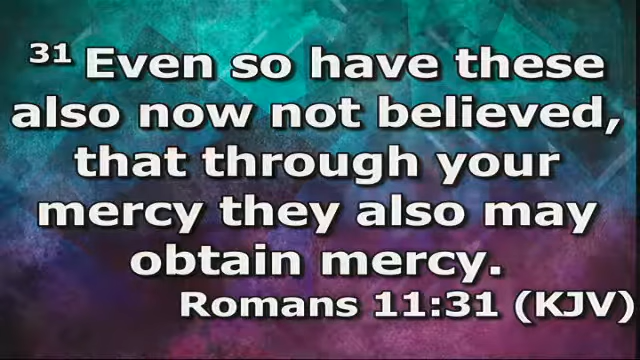 31 Even so have these
also now not believed,
that through your
mercy they also may
obtain mercy.
Romans 11:31 (KJV)